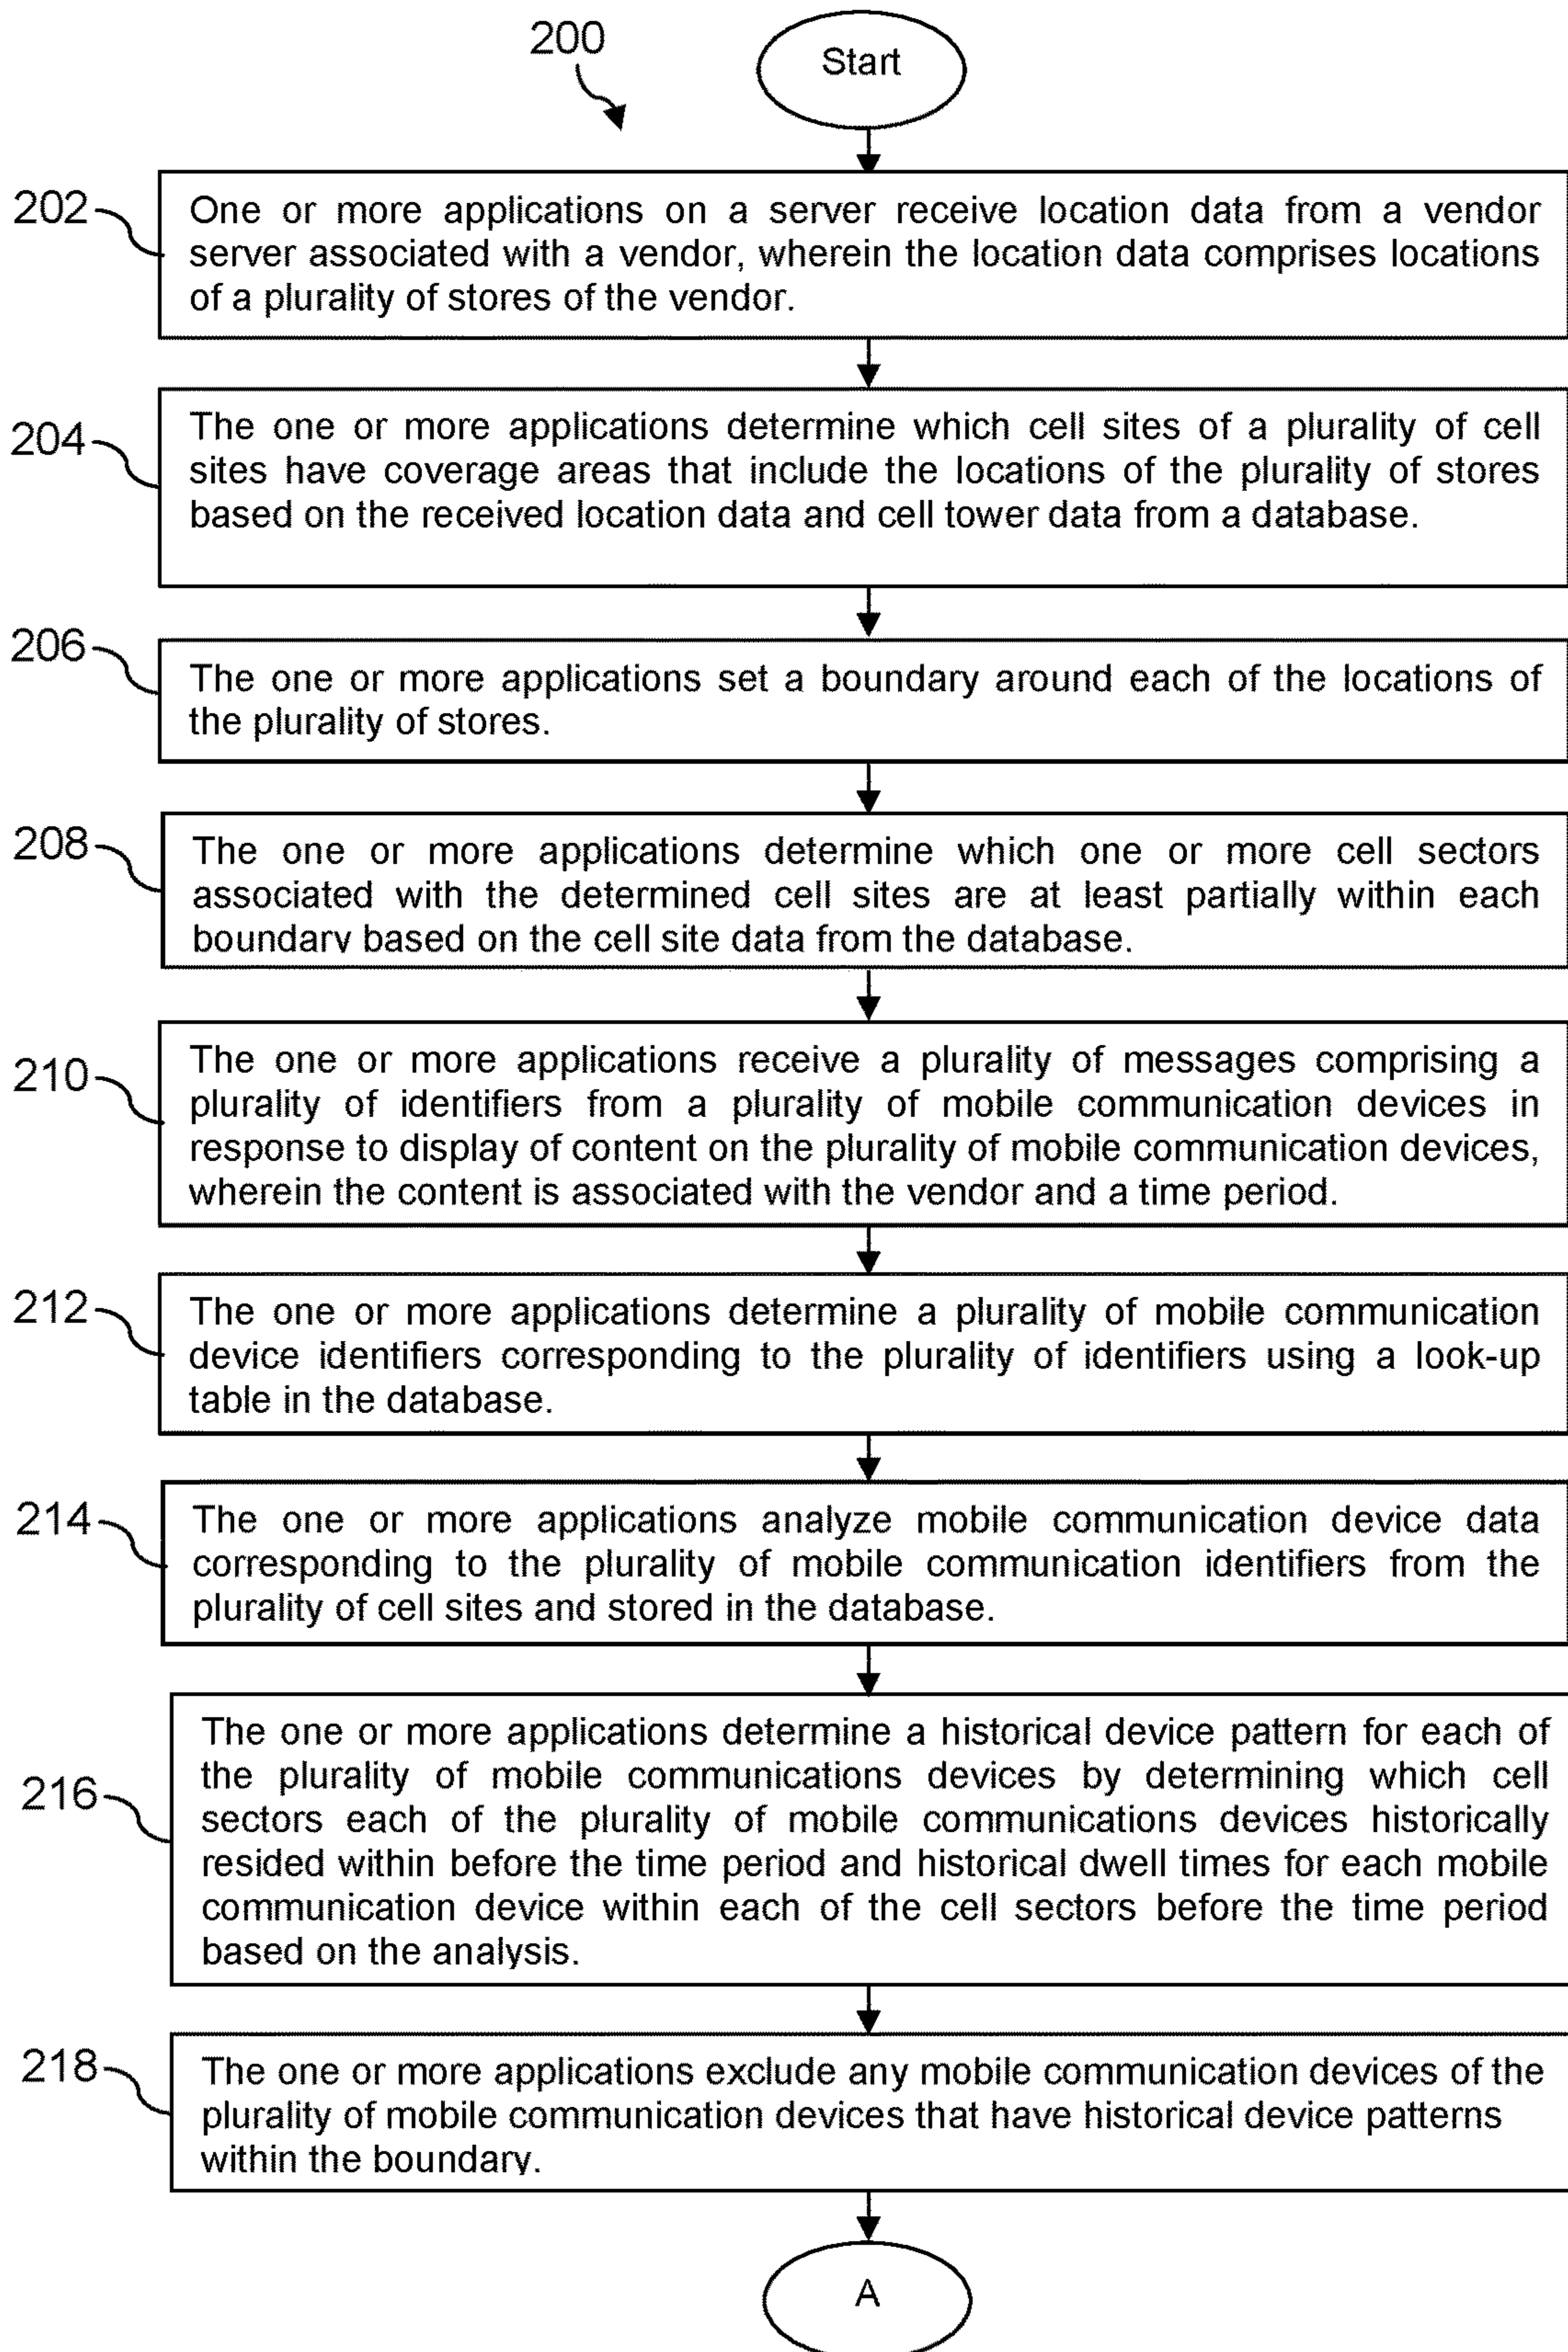 200
Start
202
One or more applications on a server receive location data from a vendor
server associated with a vendor, wherein the location data comprises locations
of a plurality of stores of the vendor.
204
The one or more applications determine which cell sites of a plurality of cell
sites have coverage areas that include the locations of the plurality of stores
based on the received location data and cell tower data from a database.
206
The one or more applications set a boundary around each of the locations of
the plurality of stores.
208
The one or more applications determine which one or more cell sectors
associated with the determined cell sites are at least partially within each
boundary based on the cell site data from the database.
210
The one or more applications receive a plurality of messages comprising a
plurality of identifiers from a plurality of mobile communication devices in
response to display of content on the plurality of mobile communication devices,
wherein the content is associated with the vendor and a time period.
212
The one or more applications determine a plurality of mobile communication
device identifiers corresponding to the plurality of identifiers using a look-up
table in the database.
214
The one or more applications analyze mobile communication device data
corresponding to the plurality of mobile communication identifiers from the
plurality of cell sites and stored in the database.
216
The one or more applications determine a historical device pattern for each of
the plurality of mobile communications devices by determining which cell
sectors each of the plurality of mobile communications devices historically
resided within before the time period and historical dwell times for each mobile
communication device within each of the cell sectors before the time period
based on the analysis.
218
The one or more applications exclude any mobile communication devices of the
plurality of mobile communication devices that have historical device patterns
within the boundary.
A